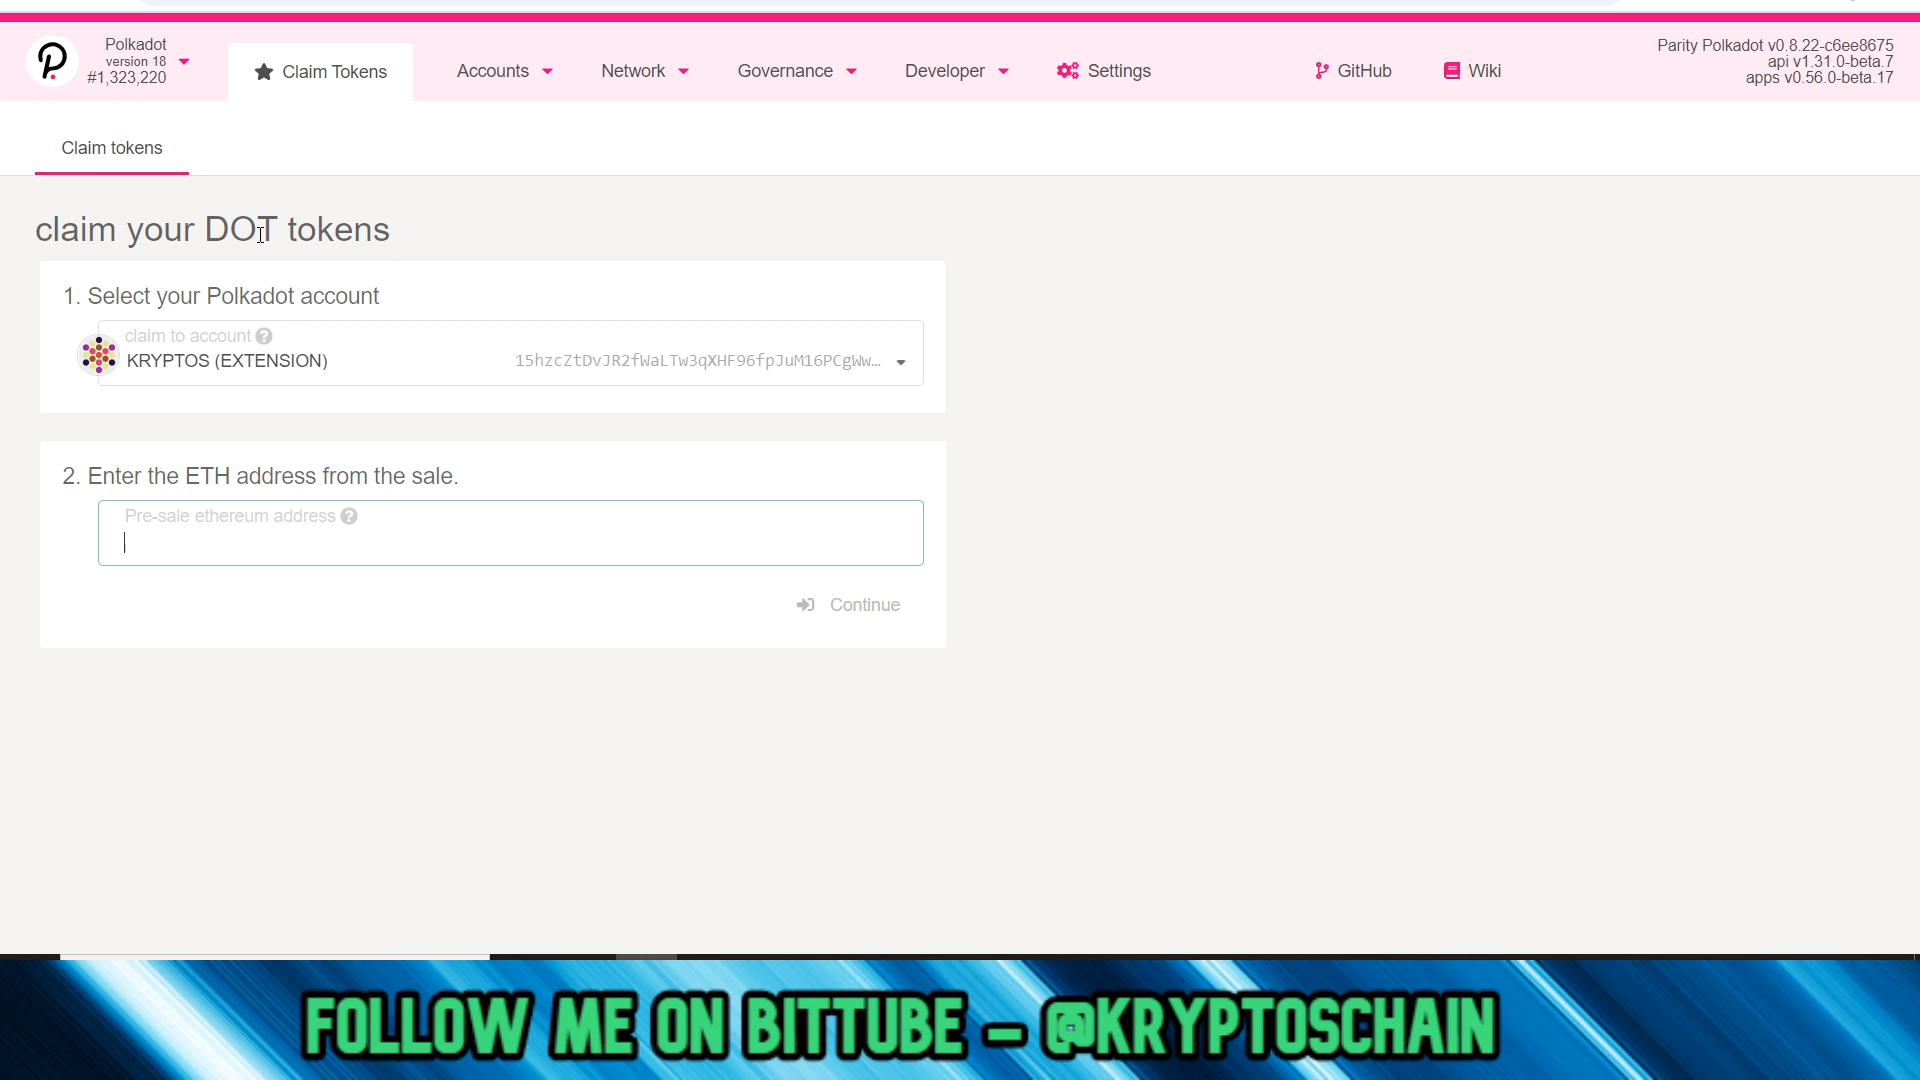 Polkadot
version 18
#1,323,220
Claim Tokens
Accounts
Network
Governance
Developer
Settings
GitHub
Wiki
Parity Polkadot v0.8.22-c6ee8675
api v1.31.0-beta.7
apps v0.56.0-beta.17
Claim tokens
claim your DOT tokens
1. Select your Polkadot account
claim to account
KRYPTOS (EXTENSION) 15hzcZtDvJR2fWaLTw3qXHF96fpJuM16PCgWw...
2. Enter the ETH address from the sale.
Pre-sale ethereum address
Continue
FOLLOW ME ON BITTUBE – @KRYPTOSCHAIN